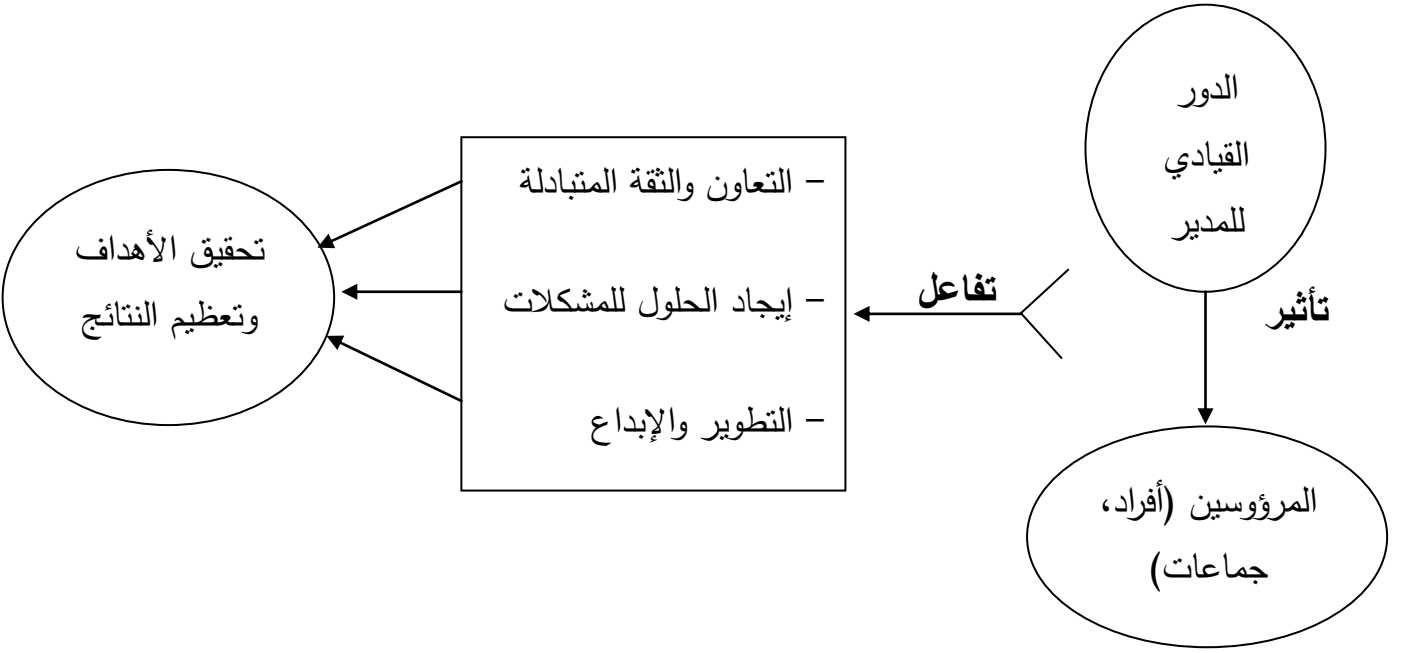 الدور
القيادي
للمدير
تأثير
المرؤوسين (أفراد،
جماعات)
تفاعل
- التعاون والثقة المتبادلة
- إيجاد الحلول للمشكلات
- التطوير والإبداع
تحقيق الأهداف
وتعظيم النتائج